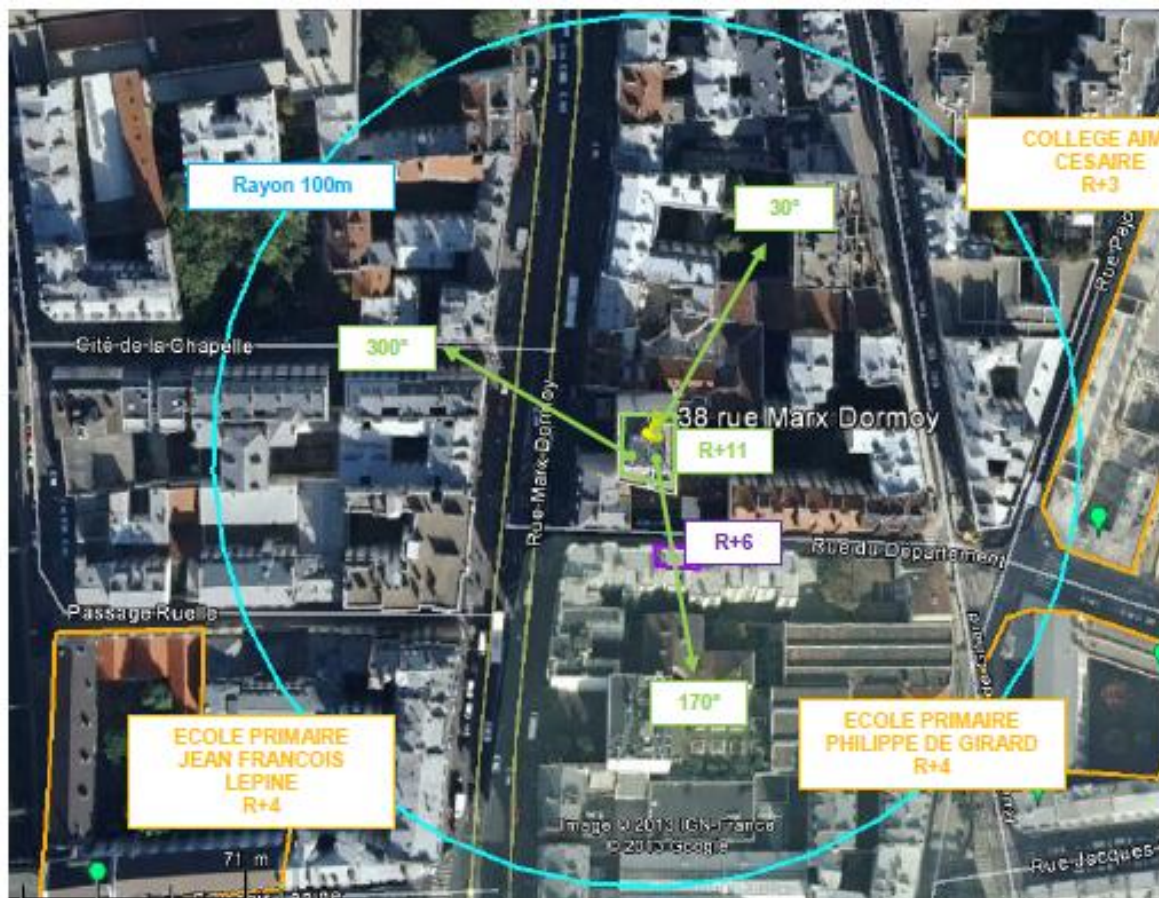 COLLEGE AIM
CESAIRE
R+3
Rayon 100m
30°
Rue Pajo
Cité de la Chapelle
300°
Rue Marx Dormoy
38 rue Marx Dormoy
R+11
R+6
Rue du Département
Passage Ruelle
170°
ECOLE PRIMAIRE
JEAN FRANCOIS
LEPINE
R+4
ECOLE PRIMAIRE
PHILIPPE DE GIRARD
R+4
Image © 2013 IGN-France
© 2013 Google
71 m
Rue Jacques-